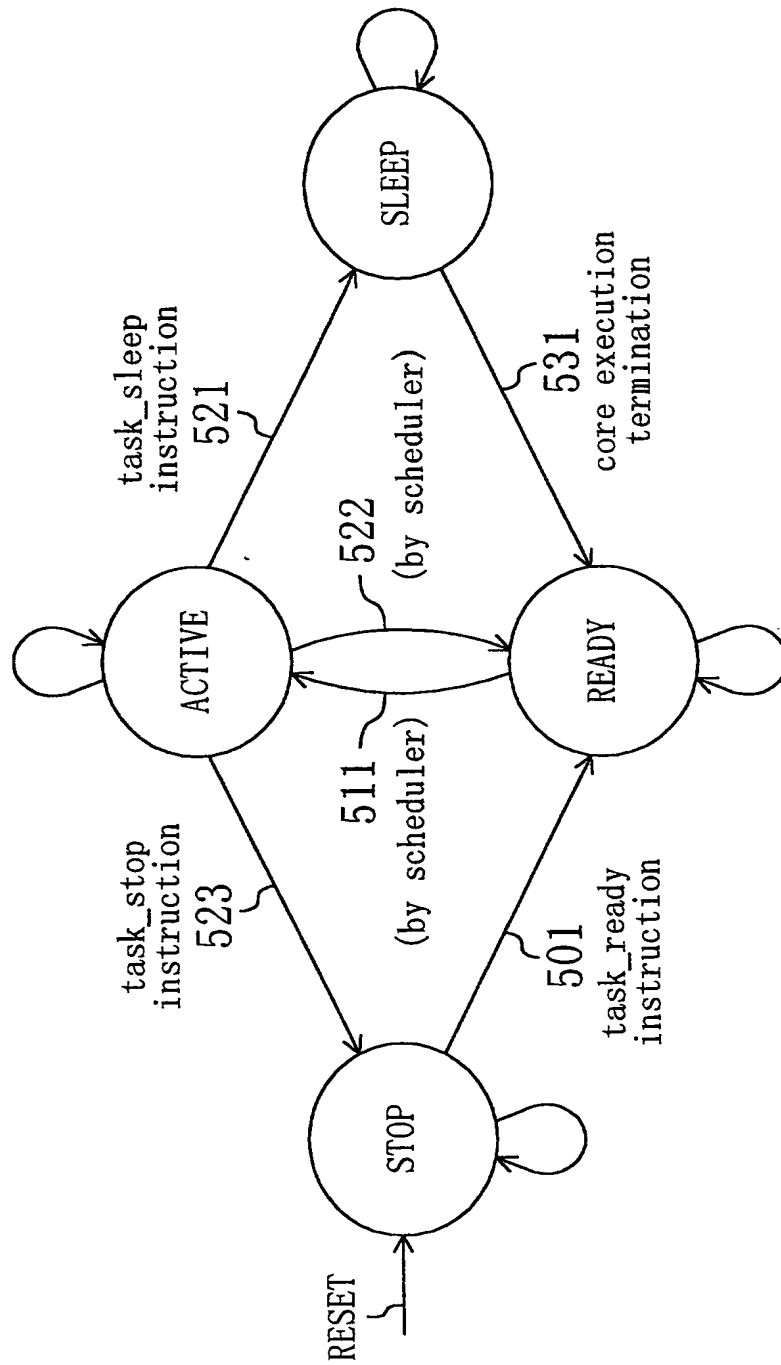 RESET
STOP
task_stop
instruction
523
501
task_ready
instruction
ACTIVE
511
(by scheduler)
522
(by scheduler)
READY
task_sleep
instruction
521
531
core execution
termination
SLEEP